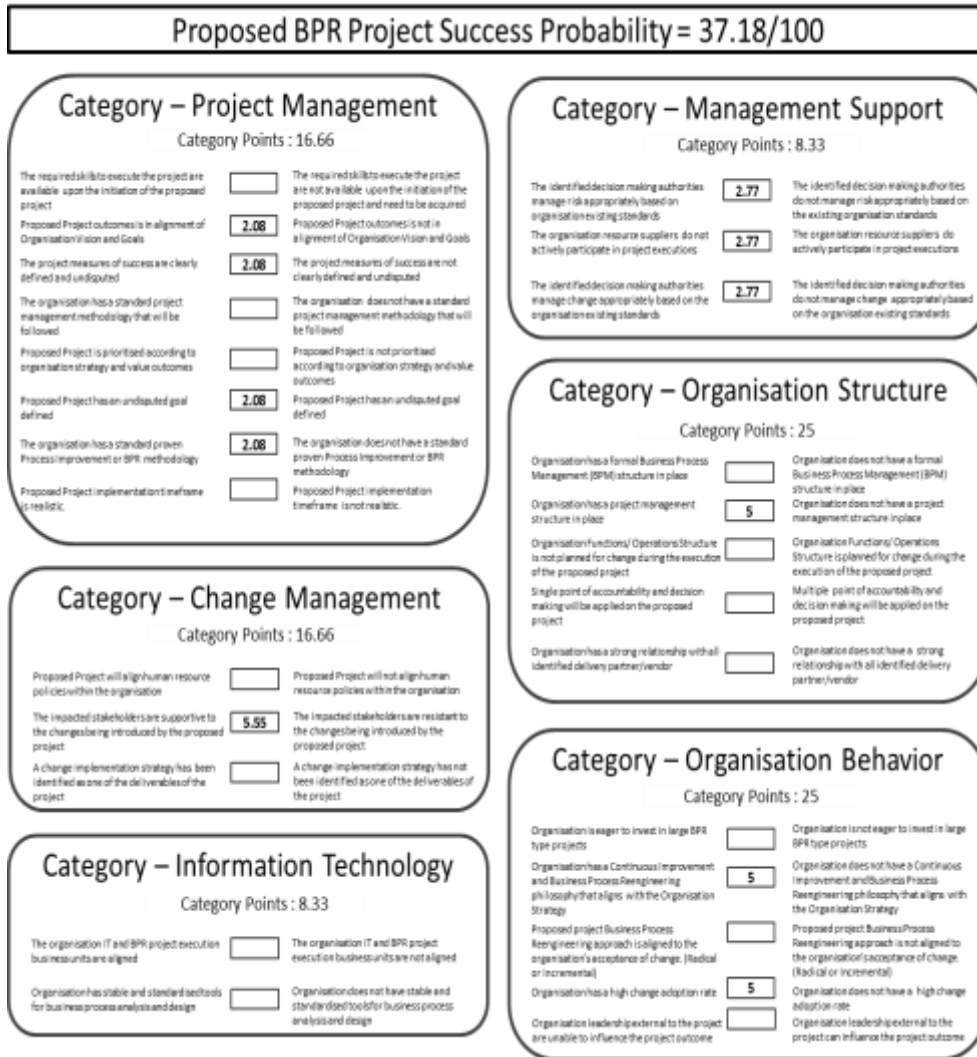 Proposed BPR Project Success Probability = 37.18/100
Category – Project Management
Category Points : 16.66
The required skills to execute the project are
available upon the initiation of the proposed
project
The required skills to execute the project
are not available upon the initiation of the
proposed project and need to be acquired
Proposed Project outcomes is in alignment of
Organisation Vision and Goals
2.08
Proposed Project outcomes is not in
alignment of Organisation Vision and Goals
The project measures of success are clearly
defined and undisputed
2.08
The project measures of success are not
clearly defined and undisputed
The organisation has a standard project
management methodology that will be
followed
The organisation does not have a standard
project management methodology that will
be followed
Proposed Project is prioritised according to
organisation strategy and value outcomes
Proposed Project is not prioritised
according to organisation strategy and value
outcomes
Proposed Project has an undisputed goal
defined
2.08
Proposed Project has an undisputed goal
defined
The organisation has a standard proven
Process Improvement or BPR methodology
2.08
The organisation does not have a standard
proven Process Improvement or BPR
methodology
Proposed Project implementation timeframe
is realistic.
Proposed Project implementation
timeframe is not realistic.
Category – Change Management
Category Points : 16.66
Proposed Project will align human resource
policies within the organisation
Proposed Project will not align human
resource policies within the organisation
The impacted stakeholders are supportive to
the changes being introduced by the proposed
project
5.55
The impacted stakeholders are resistant to
the changes being introduced by the
proposed project
A change implementation strategy has been
identified as one of the deliverables of the
project
A change implementation strategy has not
been identified as one of the deliverables of
the project
Category – Information Technology
Category Points : 8.33
The organisation IT and BPR project execution
business units are aligned
The organisation IT and BPR project
execution business units are not aligned
Organisation has stable and standardised tools
for business process analysis and design
Organisation does not have stable and
standardised tools for business process
analysis and design
Category – Management Support
Category Points : 8.33
The identified decision making authorities
manage risk appropriately based on
organisation existing standards
2.77
The identified decision making authorities
do not manage risk appropriately based on
the existing organisation standards
The organisation resource suppliers do not
actively participate in project executions
2.77
The organisation resource suppliers do
actively participate in project executions
The identified decision making authorities
manage change appropriately based on the
organisation existing standards
2.77
The identified decision making authorities
do not manage change appropriately based
on the organisation existing standards
Category – Organisation Structure
Category Points : 25
Organisation has a formal Business Process
Management (BPM) structure in place
Organisation does not have a formal
Business Process Management (BPM)
structure in place
Organisation has a project management
structure in place
5
Organisation does not have a project
management structure in place
Organisation Functions/ Operations Structure
is not planned for change during the execution
of the proposed project
Organisation Functions/ Operations
Structure is planned for change during the
execution of the proposed project
Single point of accountability and decision
making will be applied on the proposed
project
Multiple point of accountability and
decision making will be applied on the
proposed project
Organisation has a strong relationship with all
identified delivery partner/vendor
Organisation does not have a strong
relationship with all identified delivery
partner/vendor
Category – Organisation Behavior
Category Points : 25
Organisation is eager to invest in large BPR
type projects
Organisation is not eager to invest in large
BPR type projects
Organisation has a Continuous Improvement
and Business Process Reengineering
philosophy that aligns with the Organisation
Strategy
5
Organisation does not have a Continuous
Improvement and Business Process
Reengineering philosophy that aligns with
the Organisation Strategy
Proposed project Business Process
Reengineering approach is aligned to the
organisation's acceptance of change. (Radical
or Incremental)
Proposed project Business Process
Reengineering approach is not aligned to
the organisation's acceptance of change.
(Radical or Incremental)
Organisation has a high change adoption rate
5
Organisation does not have a high change
adoption rate
Organisation leadership external to the project
are unable to influence the project outcome
Organisation leadership external to the
project can influence the project outcome